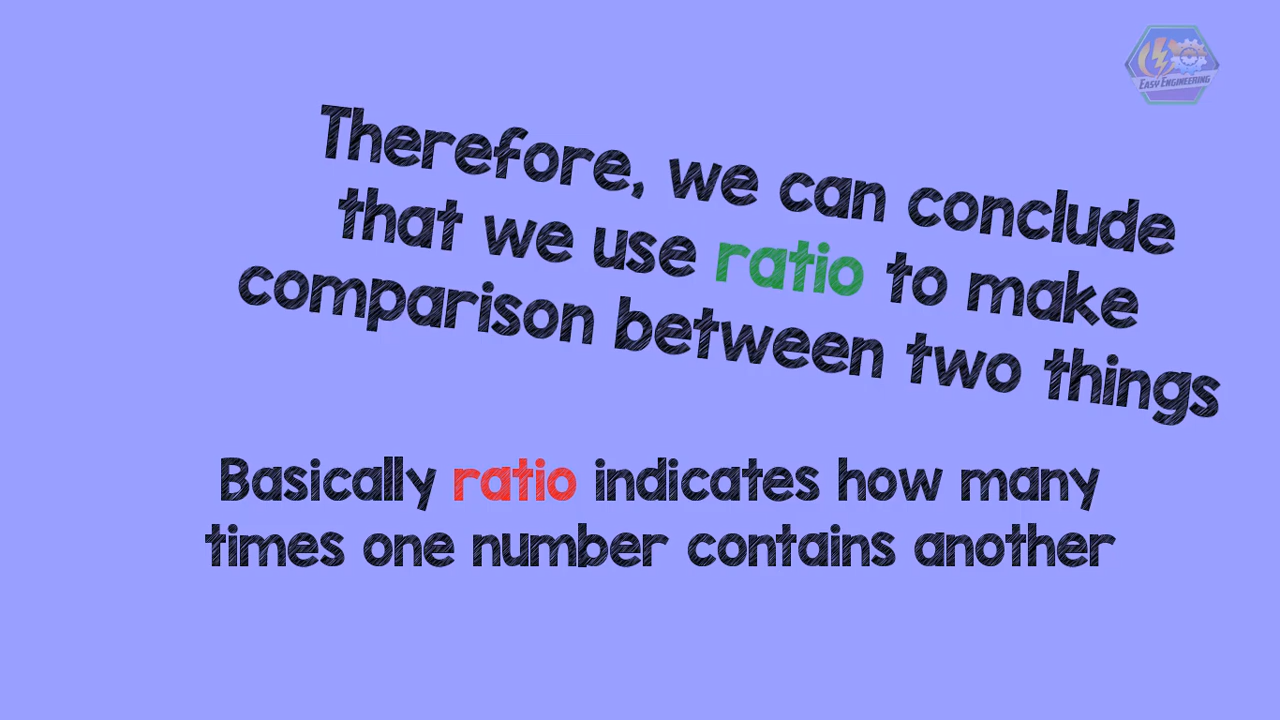 EASY ENGINEERING
Therefore, we can conclude
that we use ratio to make
comparison between two things
Basically ratio indicates how many
times one number contains another